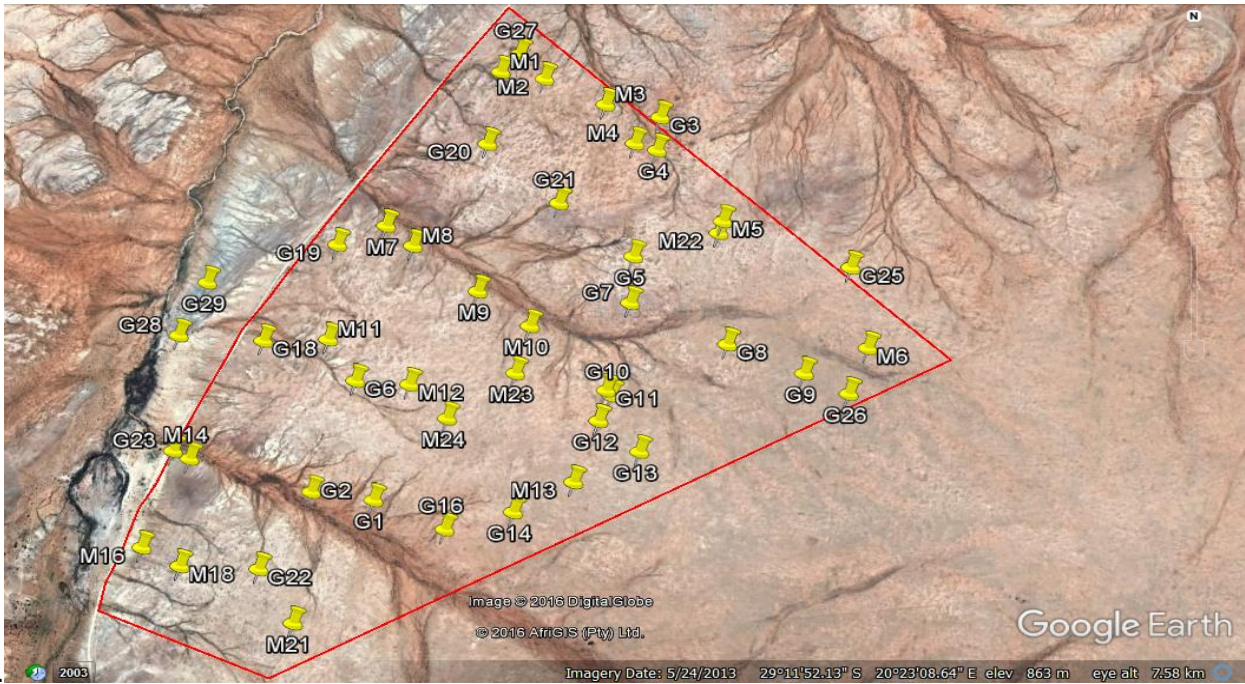 N
G27
M1
M2
M3
G3
M4
G4
G20
G21
M8
M5
M7
M22
G19
G25
G5
G7
G29
M9
G28
M11
G18
M10
M6
G8
G10
M23
G9
G6
M12
G11
G26
M24
G12
M14
G23
G13
G2
M13
G1
G16
G14
M16
M18
G22
M21
Image © 2016 DigitalGlobe
© 2016 AfriGIS (Pty) Ltd.
Google Earth
2003
Imagery Date: 5/24/2013 29°11'52.13" S 20°23'08.64" E elev 863 m eye alt 7.58 km